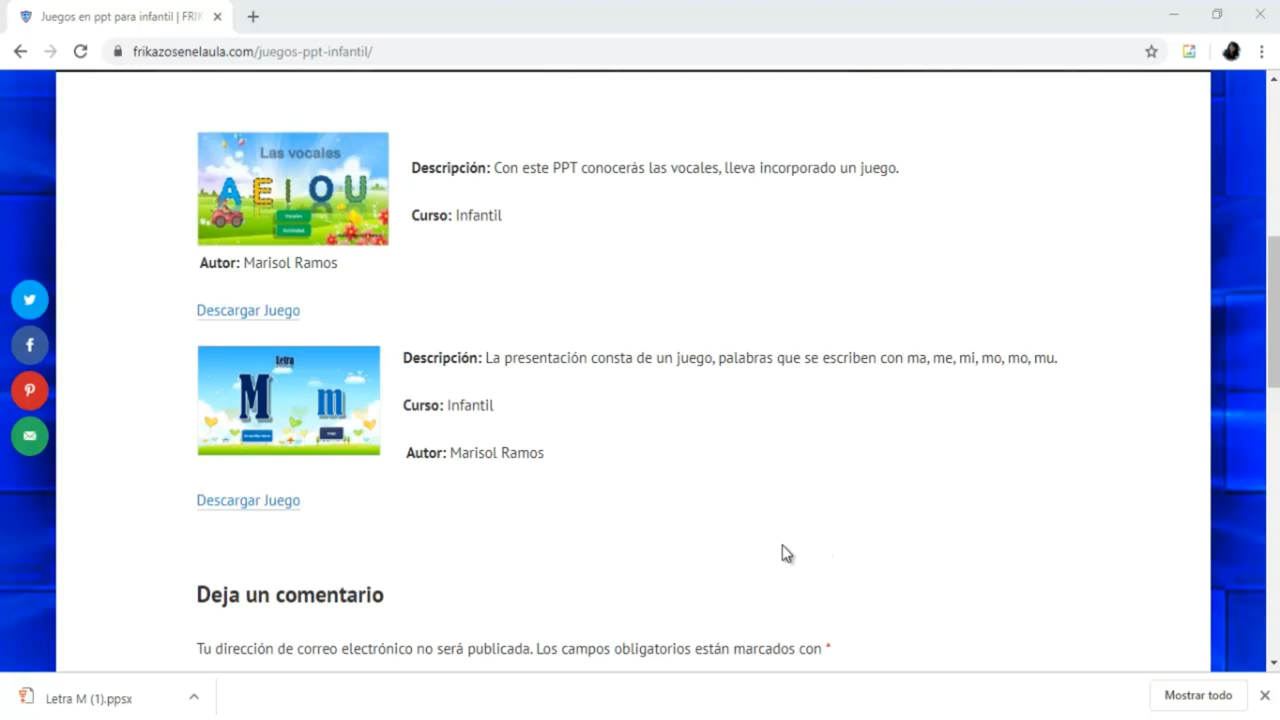 Juegos en ppt para infantil | FRIK
frikazosenelaula.com/juegos-ppt-infantil/
Las vocales
A E I O U
Vocales
Actividad
Descripción: Con este PPT conocerás las vocales, lleva incorporado un juego.
Curso: Infantil
Autor: Marisol Ramos
Descargar Juego
Letra
M m
Descripción: La presentación consta de un juego, palabras que se escriben con ma, me, mi, mo, mo, mu.
Curso: Infantil
Autor: Marisol Ramos
Descargar Juego
Deja un comentario
Tu dirección de correo electrónico no será publicada. Los campos obligatorios están marcados con *
Letra M (1).ppsx
Mostrar todo